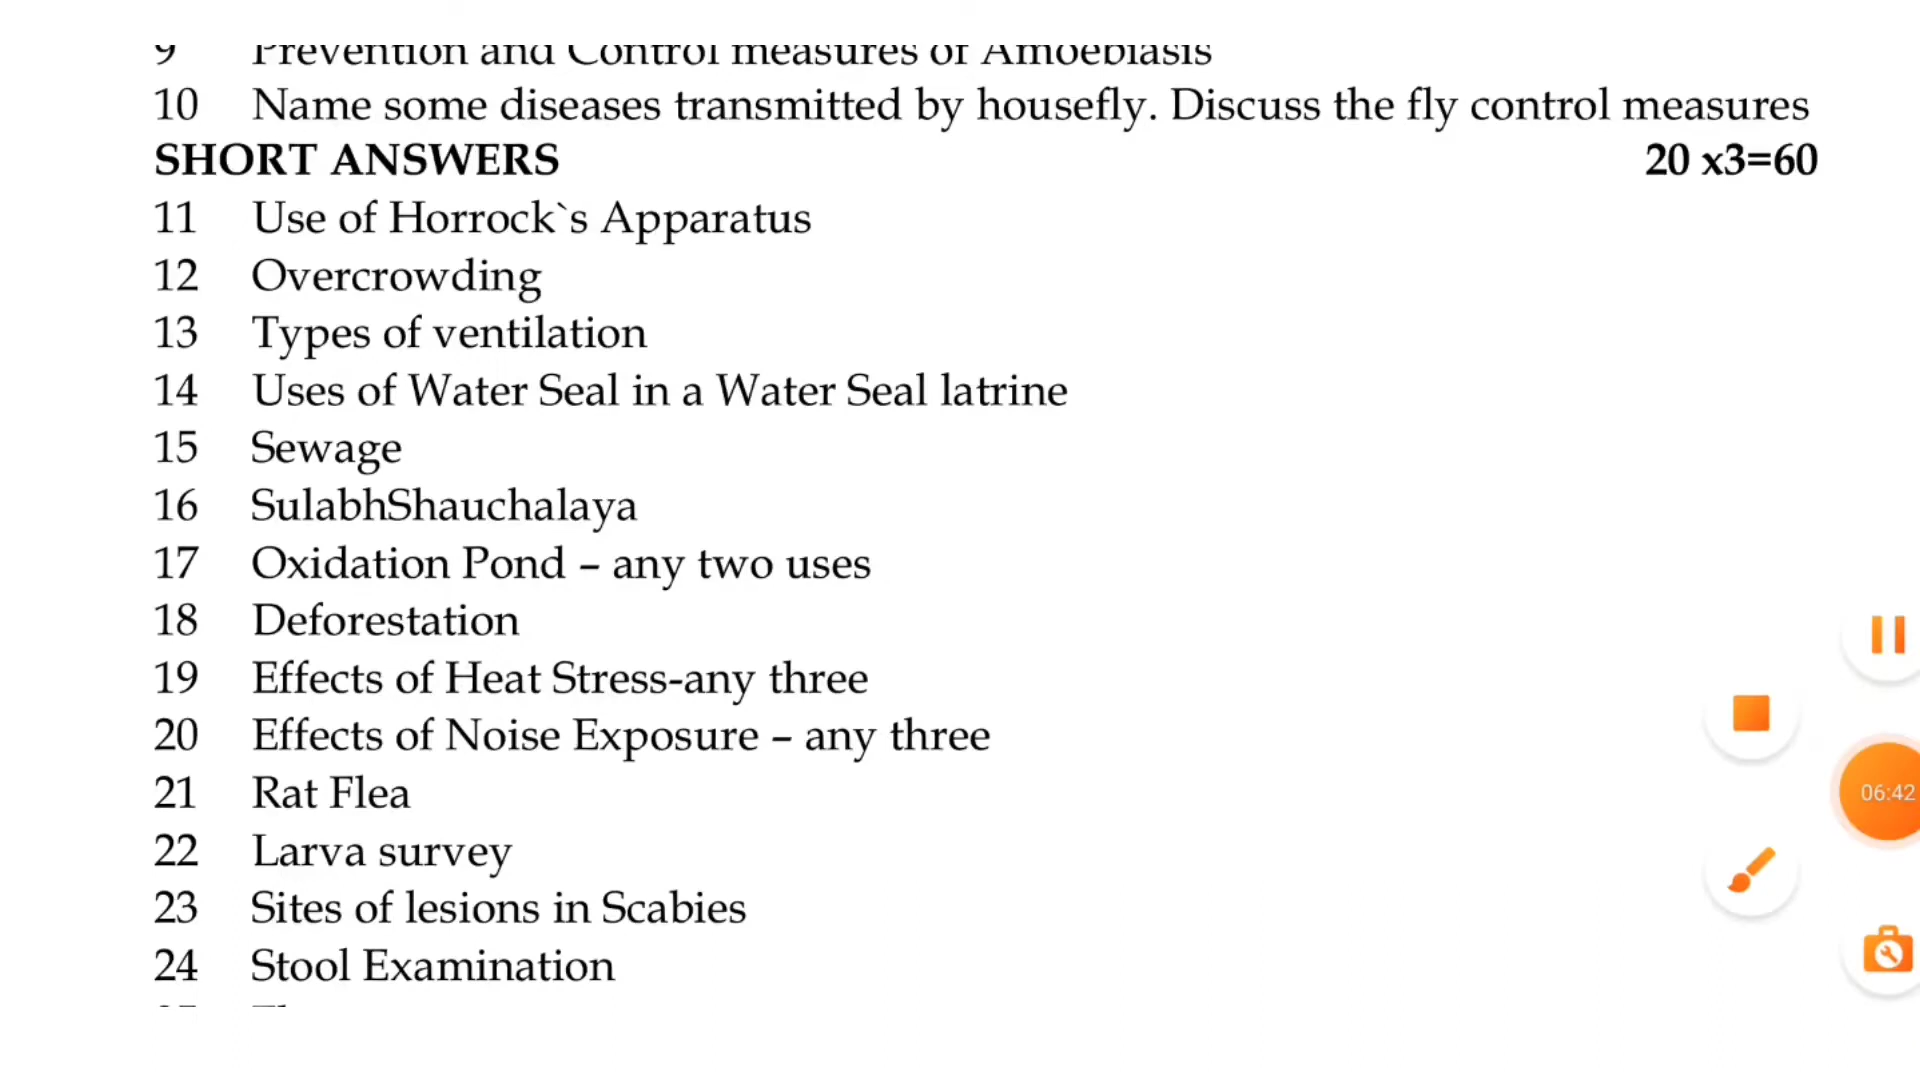 9 Prevention and Control measures of Amoebiasis
10 Name some diseases transmitted by housefly. Discuss the fly control measures
SHORT ANSWERS 20 x3=60
11 Use of Horrock`s Apparatus
12 Overcrowding
13 Types of ventilation
14 Uses of Water Seal in a Water Seal latrine
15 Sewage
16 SulabhShauchalaya
17 Oxidation Pond – any two uses
18 Deforestation
19 Effects of Heat Stress-any three
20 Effects of Noise Exposure – any three
21 Rat Flea
22 Larva survey
23 Sites of lesions in Scabies
24 Stool Examination
06:42